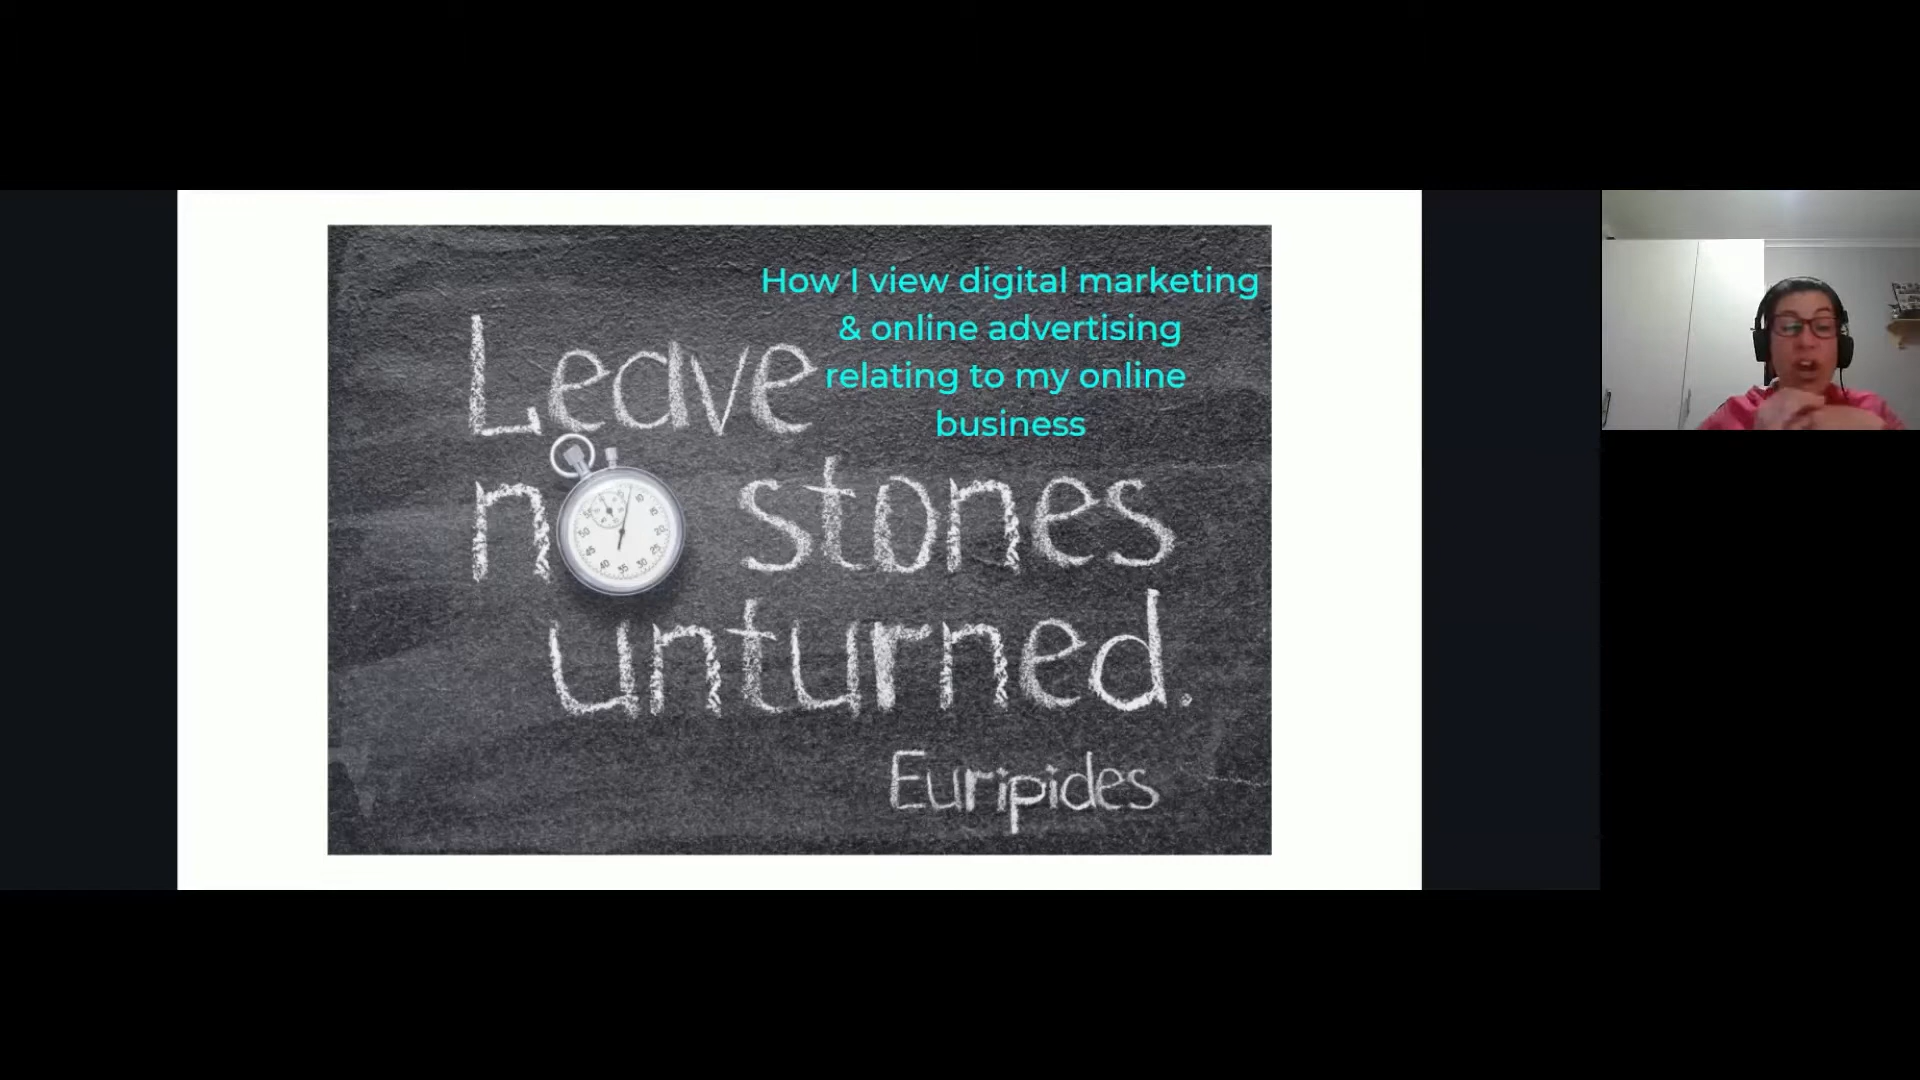 How I view digital marketing
& online advertising
relating to my online
business
Leave
no stones
unturned.
Euripides